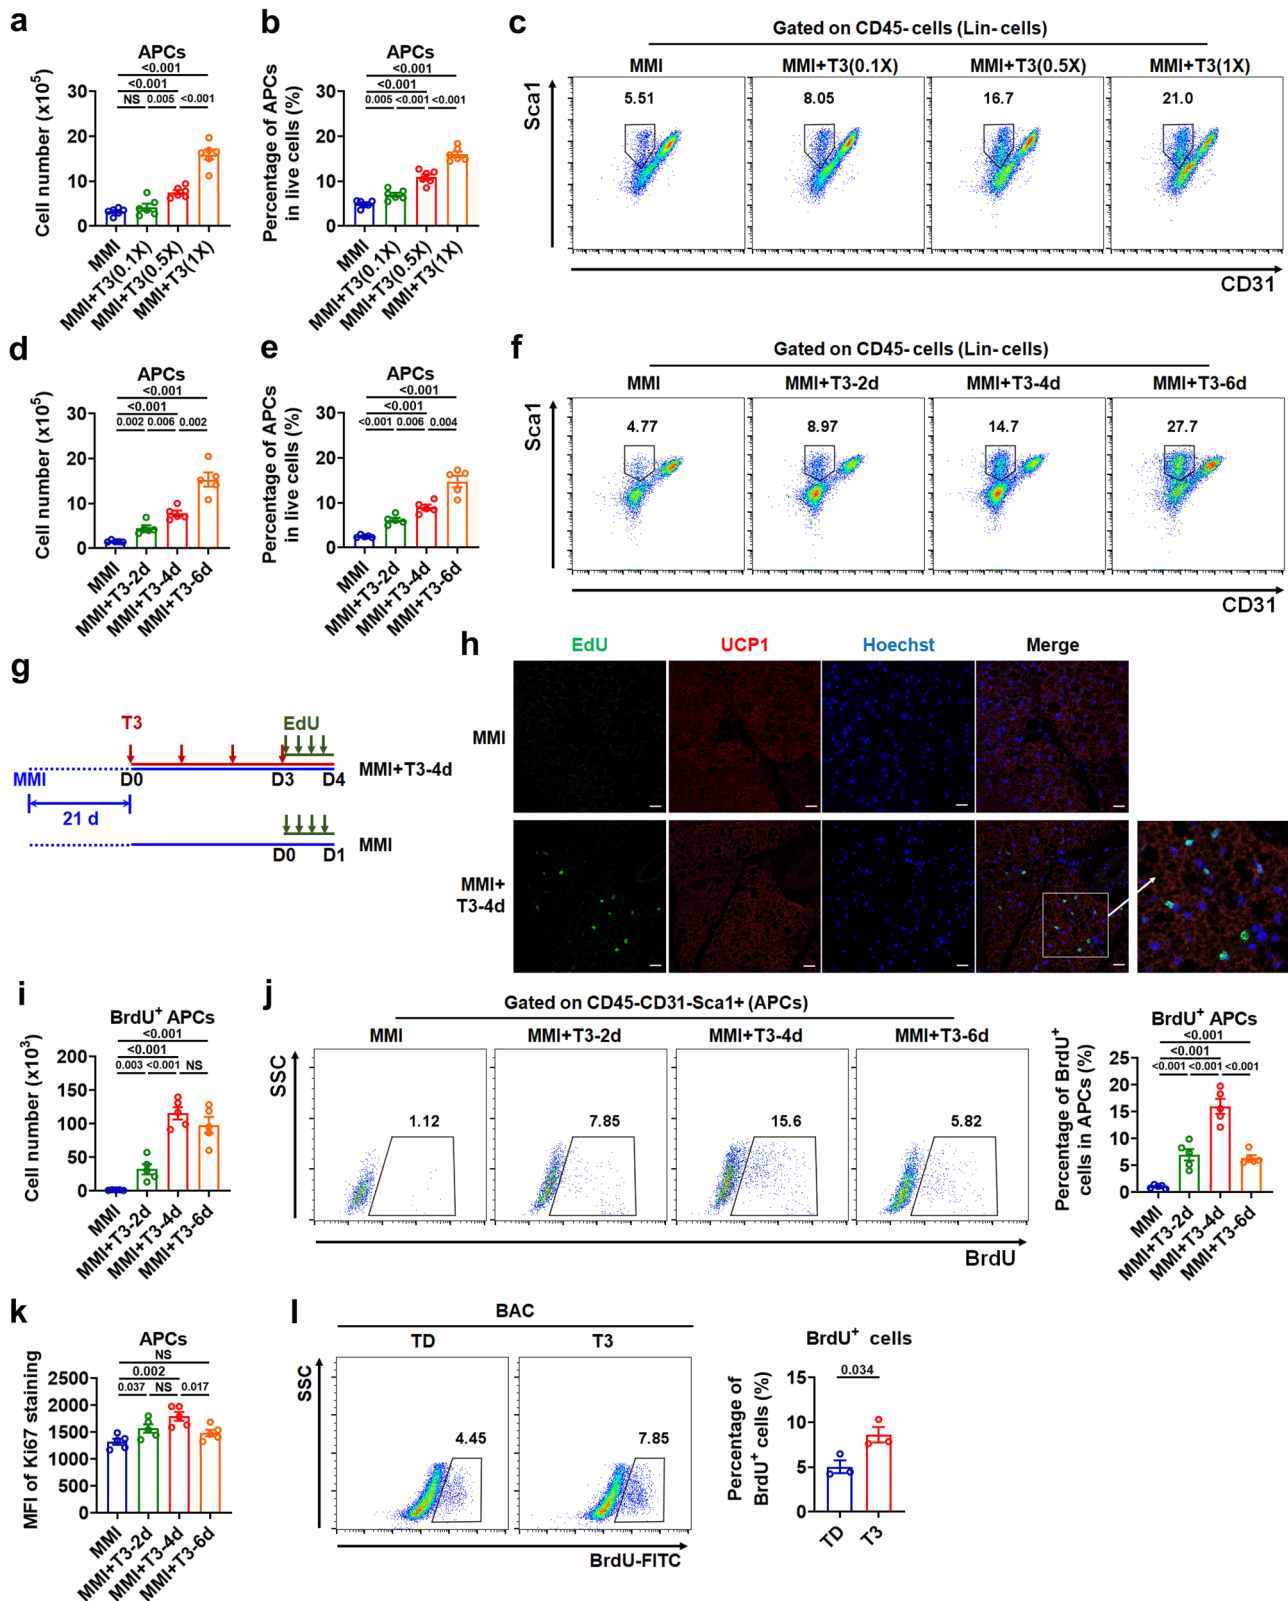 a
APCs
<0.001
<0.001
NS 0.005 <0.001
Cell number (x10⁵)
30
20
10
0
MMI
MMI+T3(0.1X)
MMI+T3(0.5X)
MMI+T3(1X)
b
APCs
<0.001
<0.001
0.005 <0.001 <0.001
Percentage of APCs
in live cells (%)
30
20
10
0
MMI
MMI+T3(0.1X)
MMI+T3(0.5X)
MMI+T3(1X)
c
Gated on CD45- cells (Lin- cells)
MMI MMI+T3(0.1X) MMI+T3(0.5X) MMI+T3(1X)
5.51 8.05 16.7 21.0
Sca1
CD31
d
APCs
<0.001
<0.001
0.002 0.006 0.002
Cell number (x10⁵)
30
20
10
0
MMI
MMI+T3-2d
MMI+T3-4d
MMI+T3-6d
e
APCs
<0.001
<0.001
<0.001 0.006 0.004
Percentage of APCs
in live cells (%)
30
20
10
0
MMI
MMI+T3-2d
MMI+T3-4d
MMI+T3-6d
f
Gated on CD45- cells (Lin- cells)
MMI MMI+T3-2d MMI+T3-4d MMI+T3-6d
4.77 8.97 14.7 27.7
Sca1
CD31
g
T3 EdU
MMI D0 D3 D4 MMI+T3-4d
21 d
D0 D1 MMI
h
EdU UCP1 Hoechst Merge
MMI
MMI+
T3-4d
i
BrdU⁺ APCs
<0.001
<0.001
0.003 <0.001 NS
Cell number (x10³)
200
150
100
50
0
MMI
MMI+T3-2d
MMI+T3-4d
MMI+T3-6d
j
Gated on CD45-CD31-Sca1+ (APCs)
MMI MMI+T3-2d MMI+T3-4d MMI+T3-6d
1.12 7.85 15.6 5.82
SSC
BrdU
BrdU⁺ APCs
<0.001
<0.001
<0.001 <0.001 <0.001
Percentage of BrdU⁺
cells in APCs (%)
25
20
15
10
5
0
MMI
MMI+T3-2d
MMI+T3-4d
MMI+T3-6d
k
APCs
NS
0.002
0.037 NS 0.017
MFI of Ki67 staining
2500
2000
1500
1000
500
0
MMI
MMI+T3-2d
MMI+T3-4d
MMI+T3-6d
l
BAC
TD T3
4.45 7.85
SSC
BrdU-FITC
BrdU⁺ cells
0.034
Percentage of
BrdU⁺ cells (%)
15
10
5
0
TD
T3